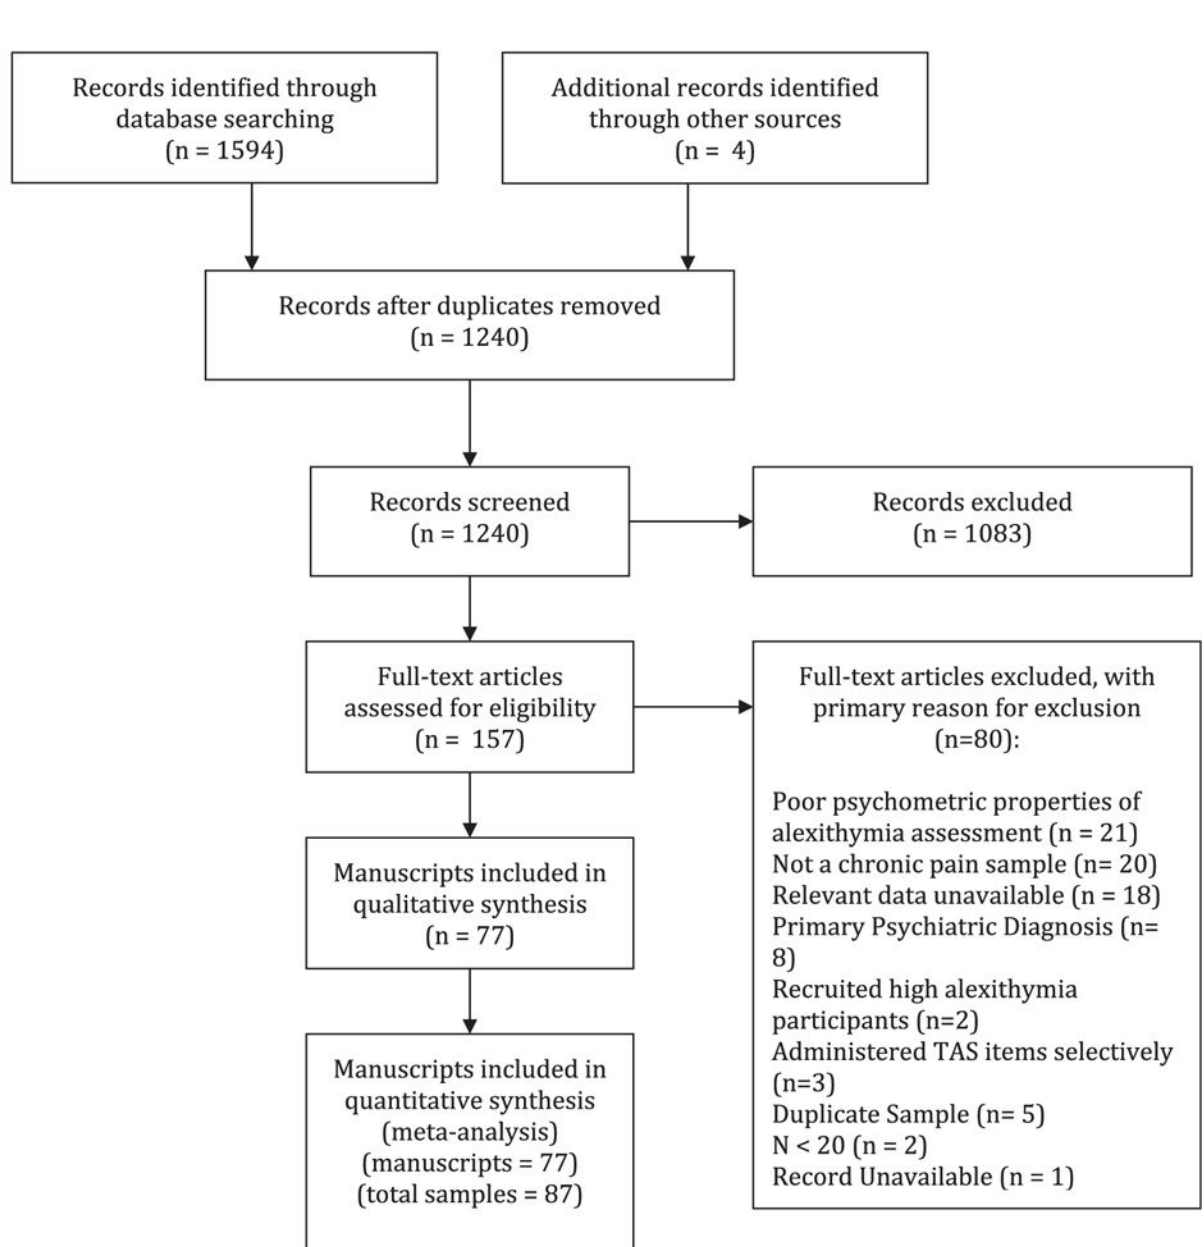 Records identified through
database searching
(n = 1594)
Additional records identified
through other sources
(n = 4)
Records after duplicates removed
(n = 1240)
Records screened
(n = 1240)
Records excluded
(n = 1083)
Full-text articles
assessed for eligibility
(n = 157)
Full-text articles excluded, with
primary reason for exclusion
(n=80):
Poor psychometric properties of
alexithymia assessment (n = 21)
Not a chronic pain sample (n= 20)
Relevant data unavailable (n = 18)
Primary Psychiatric Diagnosis (n=
8)
Recruited high alexithymia
participants (n=2)
Administered TAS items selectively
(n=3)
Duplicate Sample (n= 5)
N < 20 (n = 2)
Record Unavailable (n = 1)
Manuscripts included in
qualitative synthesis
(n = 77)
Manuscripts included in
quantitative synthesis
(meta-analysis)
(manuscripts = 77)
(total samples = 87)